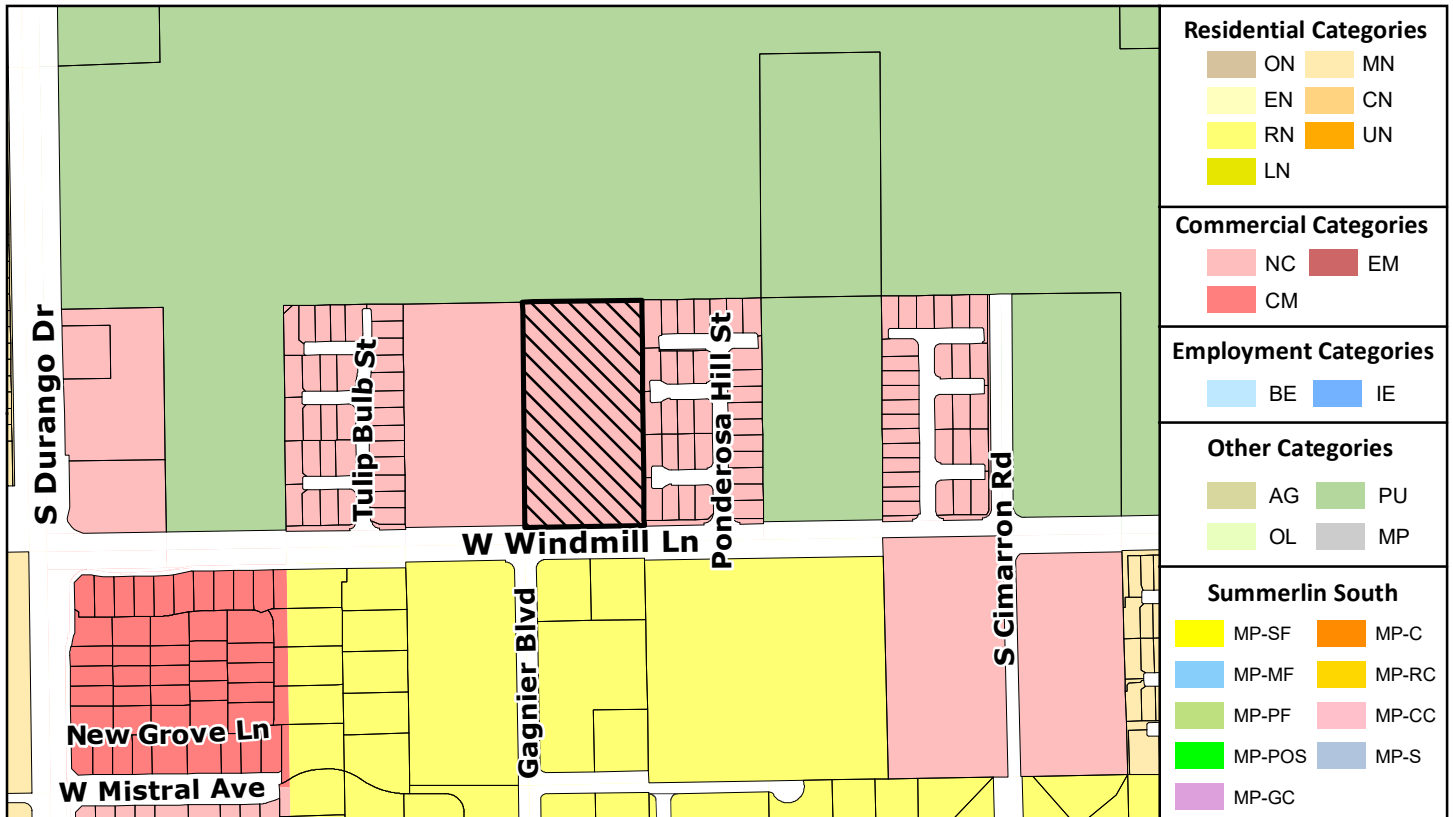 S Durango Dr
Tulip Bulb St
Ponderosa Hill St
W Windmill Ln
S Cimarron Rd
Gagnier Blvd
New Grove Ln
W Mistral Ave
Residential Categories
ON MN
EN CN
RN UN
LN
Commercial Categories
NC EM
CM
Employment Categories
BE IE
Other Categories
AG PU
OL MP
Summerlin South
MP-SF MP-C
MP-MF MP-RC
MP-PF MP-CC
MP-POS MP-S
MP-GC